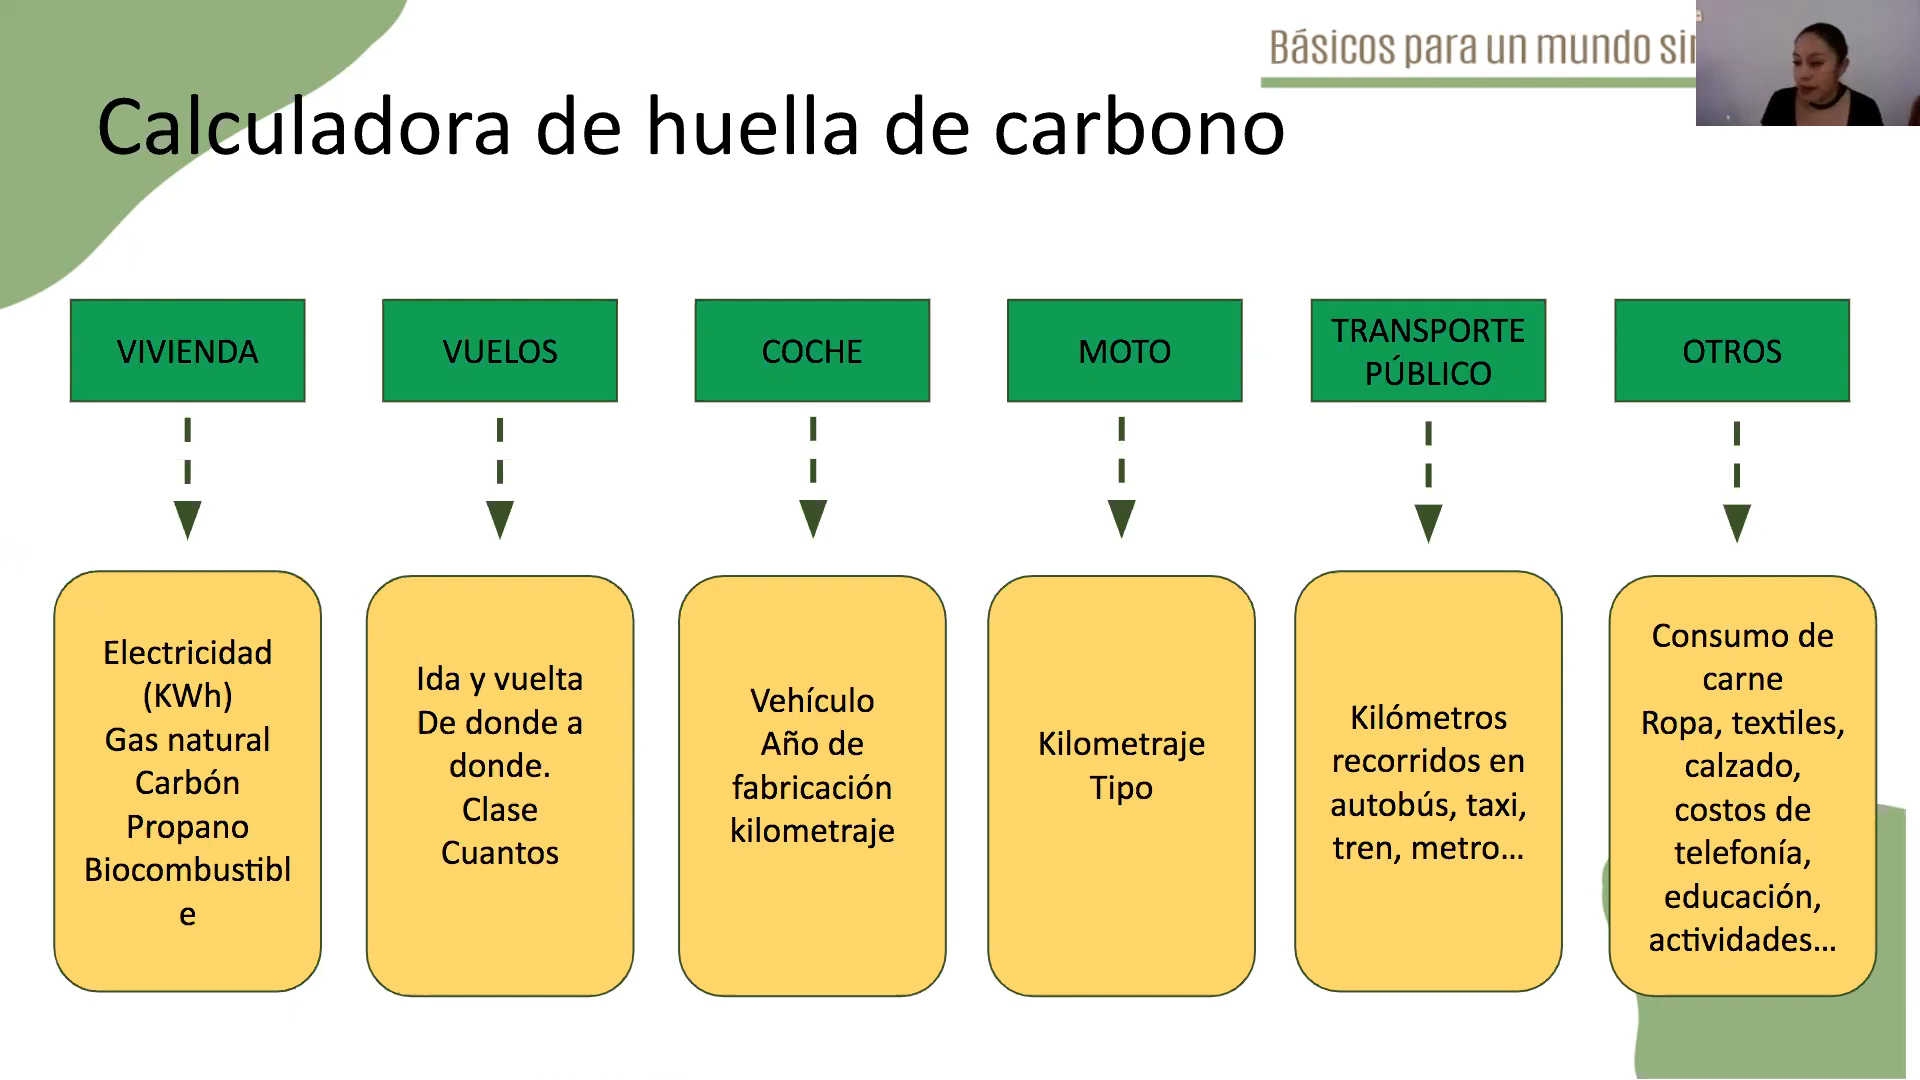 Básicos para un mundo
Calculadora de huella de carbono
VIVIENDA
VUELOS
COCHE
MOTO
TRANSPORTE
PÚBLICO
OTROS
Electricidad
(KWh)
Gas natural
Carbón
Propano
Biocombustibl
e
Ida y vuelta
De donde a
donde.
Clase
Cuantos
Vehículo
Año de
fabricación
kilometraje
Kilometraje
Tipo
Kilómetros
recorridos en
autobús, taxi,
tren, metro...
Consumo de
carne
Ropa, textiles,
calzado,
costos de
telefonía,
educación,
actividades...